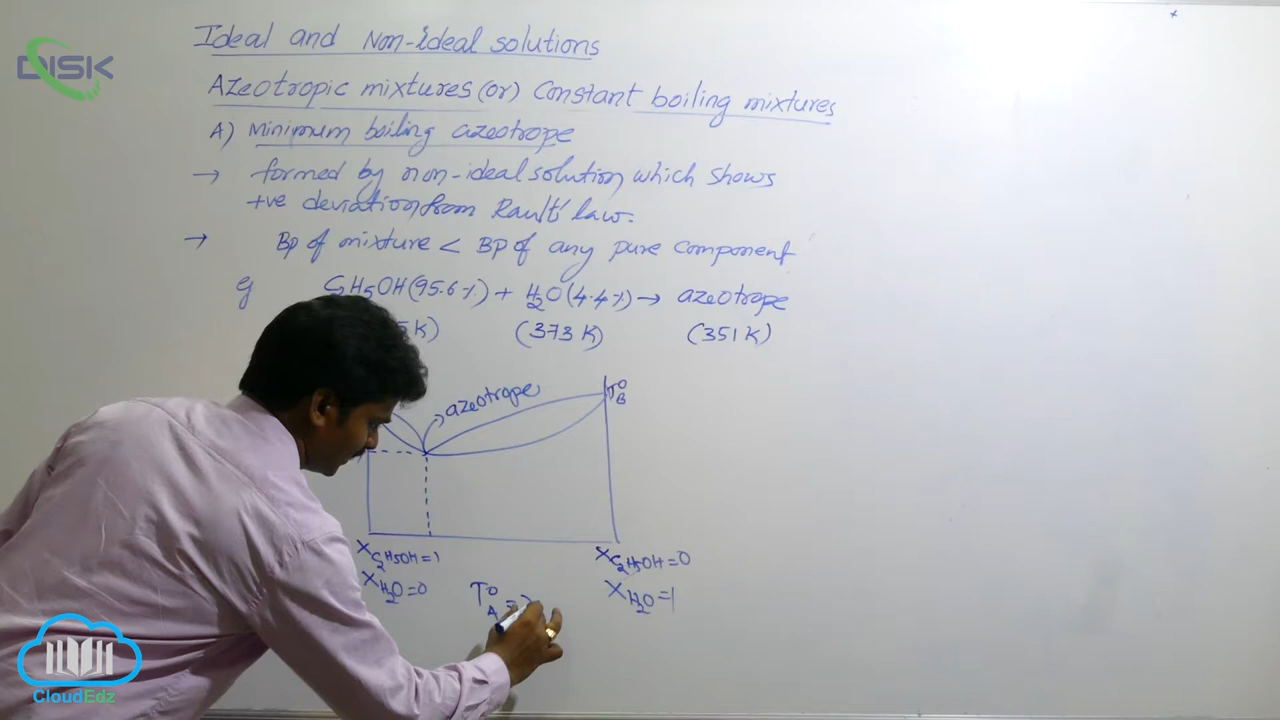 Ideal and Non-ideal solutions
DISK
Azeotropic mixtures (or) Constant boiling mixtures
A) Minimum boiling azeotrope
→ formed by non-ideal solution which shows
+ve deviation from Rault's law.
→ Bp of mixture < BP of any pure component
eg C2H5OH (95.6%) + H2O (4.4%) → azeotrope
K) (373 K) (351 K)
azeotrope
T°B
XC2H5OH=1 XC2H5OH=0
XH2O=0 XH2O=1
T°A =
CloudEdz